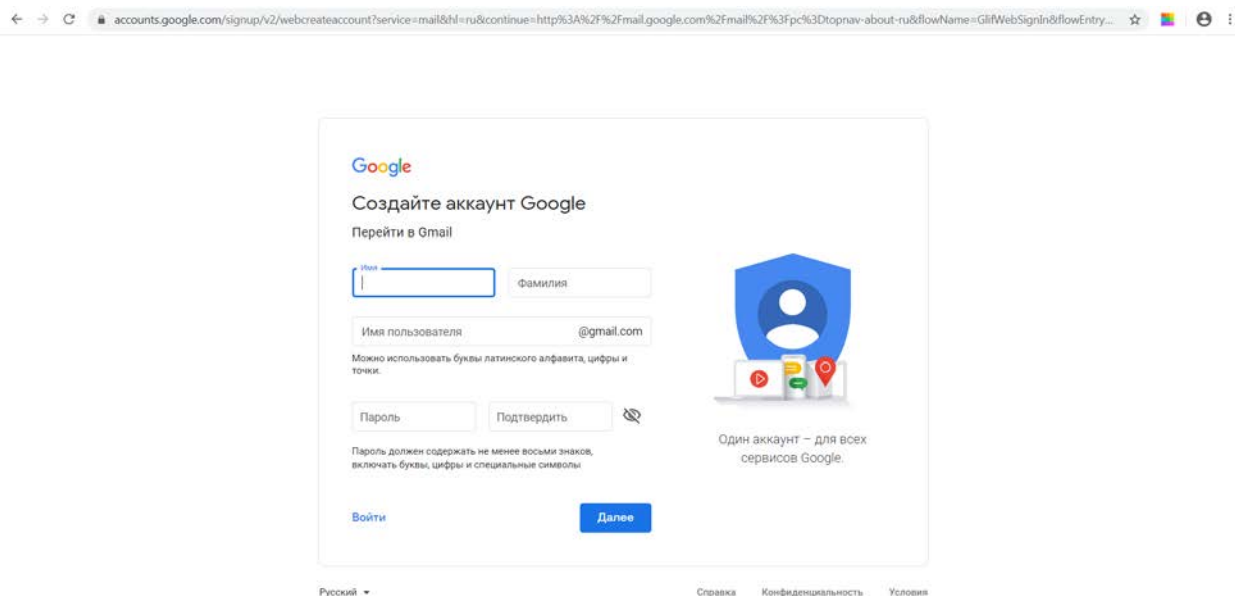 accounts.google.com/signup/v2/webcreateaccount?service=mail&hl=ru&continue=http%3A%2F%2Fmail.google.com%2Fmail%2F%3Fpc%3Dtopnav-about-ru&flowName=GlifWebSignIn&flowEntry...
Google
Создайте аккаунт Google
Перейти в Gmail
Имя
Фамилия
Имя пользователя @gmail.com
Можно использовать буквы латинского алфавита, цифры и
точки.
Пароль Подтвердить
Пароль должен содержать не менее восьми знаков,
включать буквы, цифры и специальные символы
Один аккаунт – для всех
сервисов Google.
Войти Далее
Русский Справка Конфиденциальность Условия